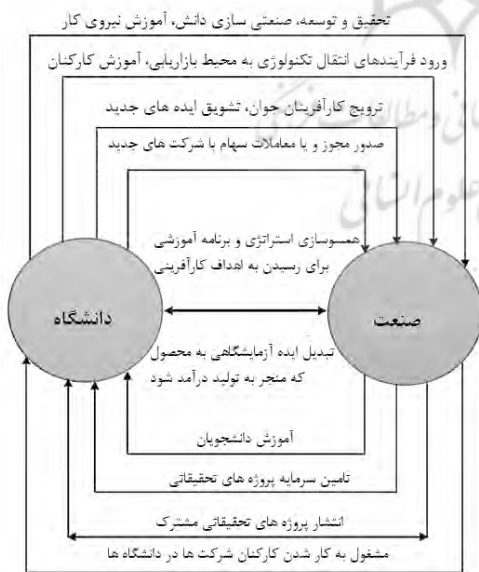 تحقیق و توسعه، صنعتی سازی دانش، آموزش نیروی کار
ورود فرآیندهای انتقال تکنولوژی به محیط بازاریابی، آموزش کارکنان
ترویج کارآفرینان جوان، تشویق ایده های جدید
صدور مجوز و یا معاملات سهام با شرکت های جدید
همسوسازی استراتژی و برنامه آموزشی
برای رسیدن به اهداف کارآفرینی
صنعت
دانشگاه
تبدیل ایده آزمایشگاهی به محصول
که منجر به تولید درآمد شود
آموزش دانشجویان
تامین سرمایه پروژه های تحقیقاتی
انتشار پروژه های تحقیقاتی مشترک
مشغول به کار شدن کارکنان شرکت ها در دانشگاه ها